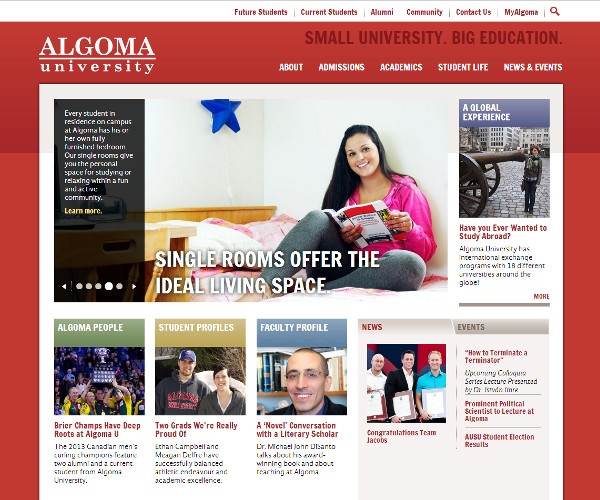 Future Students
Current Students
Alumni
Community
Contact Us
MyAlgoma
ALGOMA
university
SMALL UNIVERSITY. BIG EDUCATION.
ABOUT
ADMISSIONS
ACADEMICS
STUDENT LIFE
NEWS & EVENTS
Every student in
residence on campus
at Algoma has his or
her own fully
furnished bedroom.
Our single rooms give
you the personal
space for studying or
relaxing within a fun
and active
community.
Learn more.
SINGLE ROOMS OFFER THE
IDEAL LIVING SPACE
A GLOBAL
EXPERIENCE
Have you Ever Wanted to
Study Abroad?
Algoma University has
international exchange
programs with 18 different
universities around the
globe!
MORE
ALGOMA PEOPLE
Brier Champs Have Deep
Roots at Algoma U
The 2013 Canadian men's
curling champions feature
two alumni and a current
student from Algoma
University.
STUDENT PROFILES
Two Grads We're Really
Proud Of
Ethan Campbell and
Meagan Delfre have
successfully balanced
athletic endeavour and
academic excellence.
FACULTY PROFILE
A 'Novel' Conversation
with a Literary Scholar
Dr. Michael John DiSanto
talks about his award-
winning book and about
teaching at Algoma.
NEWS
Congratulations Team
Jacobs
EVENTS
"How to Terminate a
Terminator"
Upcoming Colloquia
Series Lecture Presented
by Dr. István Imre
Prominent Political
Scientist to Lecture at
Algoma
AUSU Student Election
Results